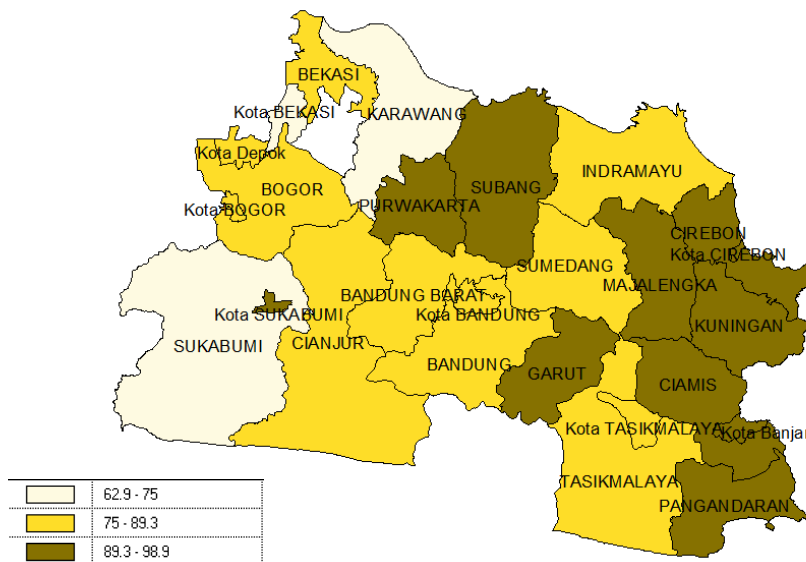 BEKASI
Kota BEKASI
KARAWANG
Kota Depok
BOGOR
Kota BOGOR
PURWAKARTA
SUBANG
INDRAMAYU
CIREBON
Kota CIREBON
SUMEDANG
MAJALENGKA
BANDUNG BARAT
Kota SUKABUMI
Kota BANDUNG
KUNINGAN
SUKABUMI
CIANJUR
BANDUNG
GARUT
CIAMIS
Kota TASIKMALAYA
Kota Banjar
TASIKMALAYA
PANGANDARAN
62.9 - 75
75 - 89.3
89.3 - 98.9